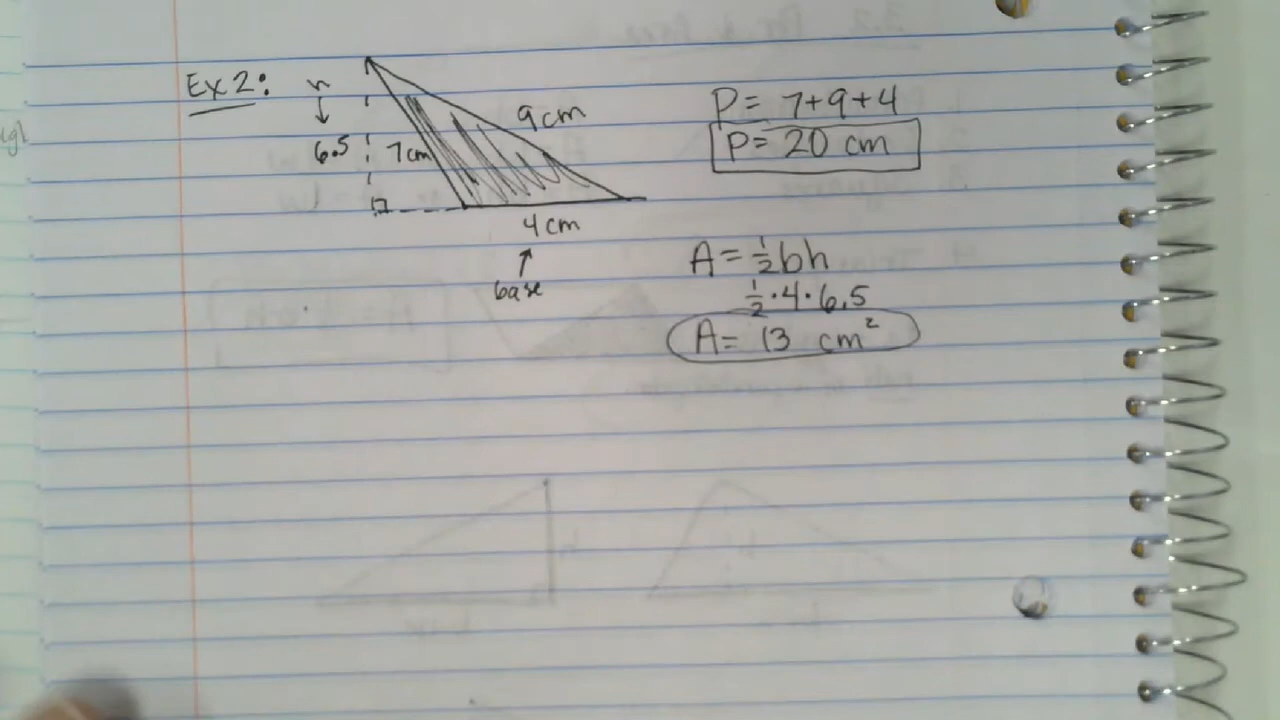 Ex 2:
h
6.5
7cm
9cm
4cm
base
P= 7+9+4
P= 20 cm
A= ½bh
½·4·6.5
A= 13 cm²